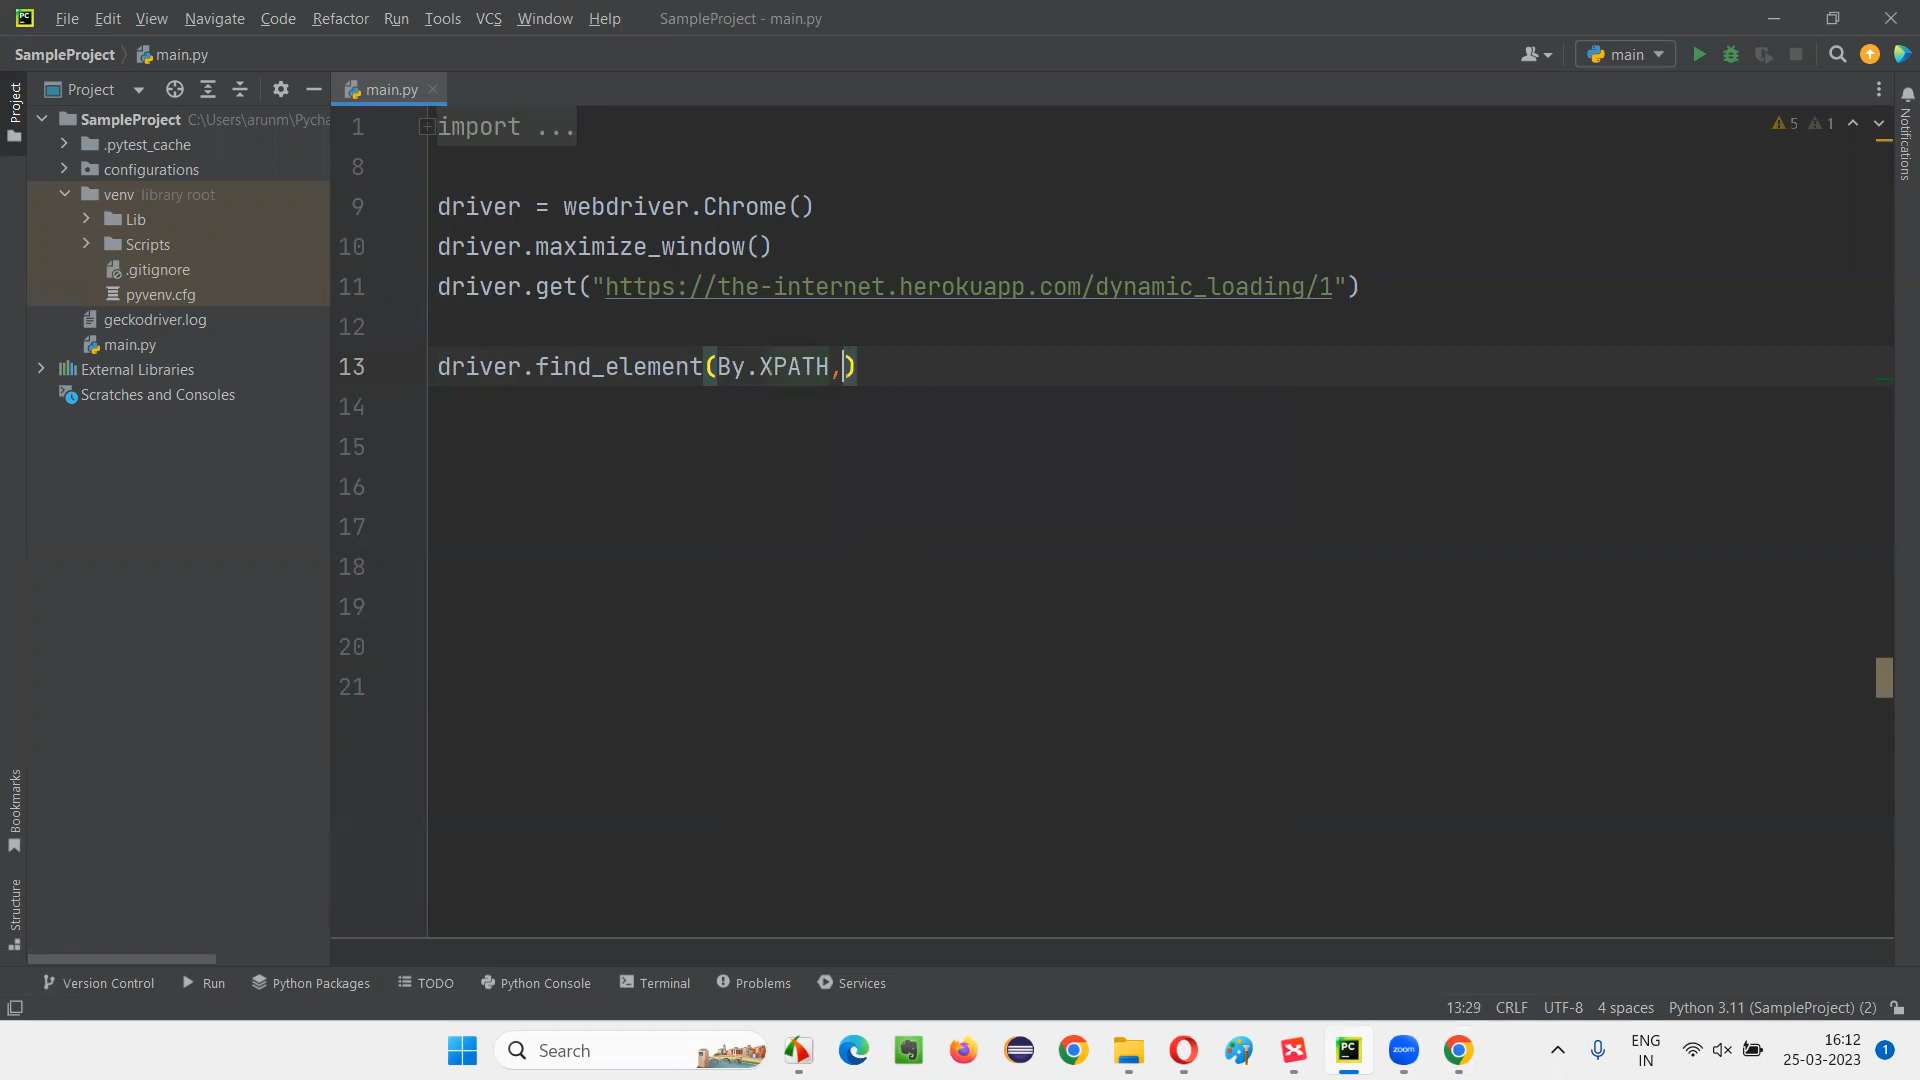 PC File Edit View Navigate Code Refactor Run Tools VCS Window Help SampleProject - main.py
SampleProject main.py main
Project
Project main.py
SampleProject C:\Users\arunm\Pycha
.pytest_cache
configurations
venv library root
Lib
Scripts
.gitignore
pyvenv.cfg
geckodriver.log
main.py
External Libraries
Scratches and Consoles
1 import ...
8
9 driver = webdriver.Chrome()
10 driver.maximize_window()
11 driver.get("https://the-internet.herokuapp.com/dynamic_loading/1")
12
13 driver.find_element(By.XPATH,)
14
15
16
17
18
19
20
21
5 1
Notifications
Bookmarks
Structure
Version Control Run Python Packages TODO Python Console Terminal Problems Services
13:29 CRLF UTF-8 4 spaces Python 3.11 (SampleProject) (2)
Search PC zoom ENG
IN
16:12
25-03-2023
1